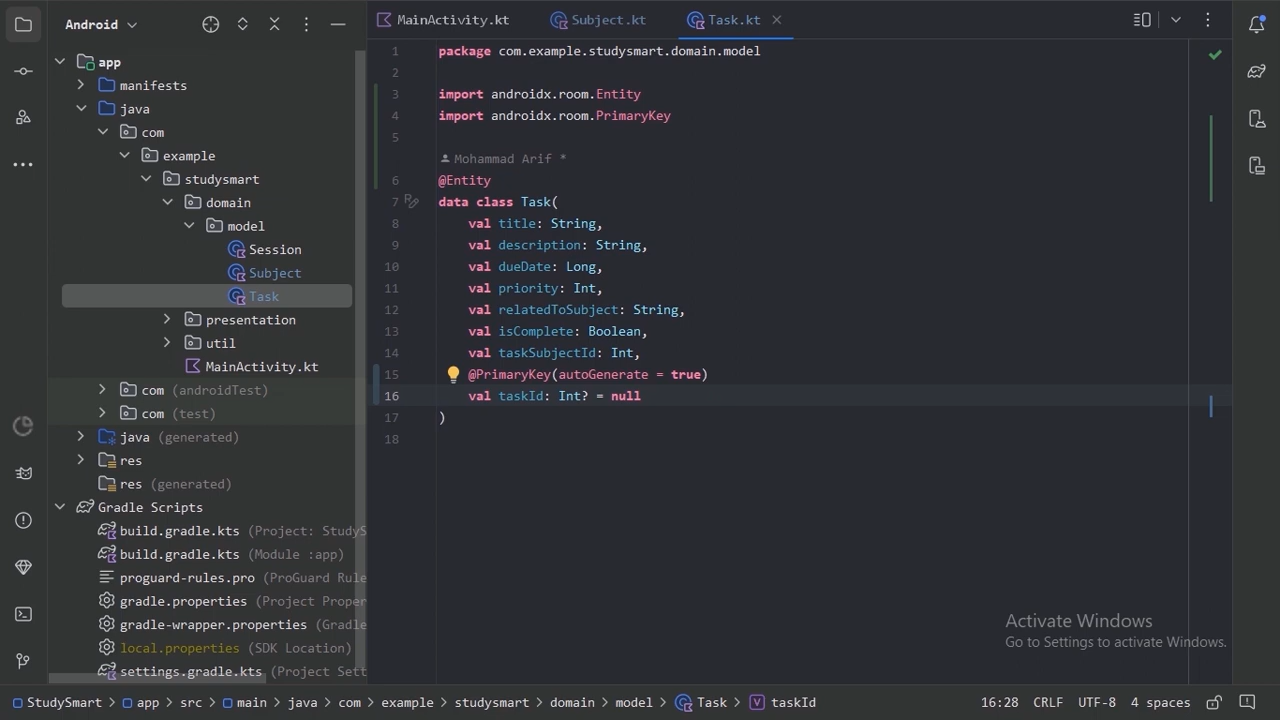 Android
MainActivity.kt
Subject.kt
Task.kt
app
manifests
java
com
example
studysmart
domain
model
Session
Subject
Task
presentation
util
MainActivity.kt
com (androidTest)
com (test)
java (generated)
res
res (generated)
Gradle Scripts
build.gradle.kts (Project: StudyS
build.gradle.kts (Module :app)
proguard-rules.pro (ProGuard Rule
gradle.properties (Project Proper
gradle-wrapper.properties (Gradle
local.properties (SDK Location)
settings.gradle.kts (Project Sett
1 package com.example.studysmart.domain.model
2
3 import androidx.room.Entity
4 import androidx.room.PrimaryKey
5
Mohammad Arif *
6 @Entity
7 data class Task(
8 val title: String,
9 val description: String,
10 val dueDate: Long,
11 val priority: Int,
12 val relatedToSubject: String,
13 val isComplete: Boolean,
14 val taskSubjectId: Int,
15 @PrimaryKey(autoGenerate = true)
16 val taskId: Int? = null
17 )
18
Activate Windows
Go to Settings to activate Windows.
StudySmart > app > src > main > java > com > example > studysmart > domain > model > Task > taskId 16:28 CRLF UTF-8 4 spaces